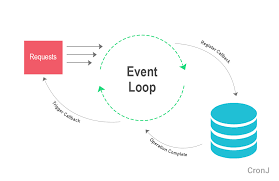 Requests
Event
Loop
Register Callback
Trigger Callback
Operation Complete
CronJ